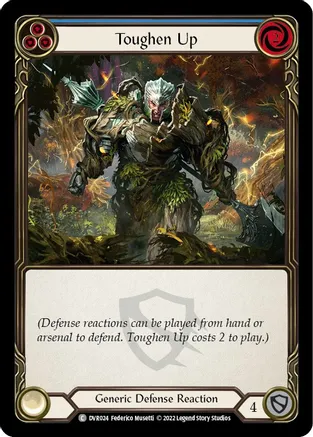 Toughen Up
(Defense reactions can be played from hand or
arsenal to defend. Toughen Up costs 2 to play.)
Generic Defense Reaction
4
C DVR024 Federico Musetti © 2022 Legend Story Studios